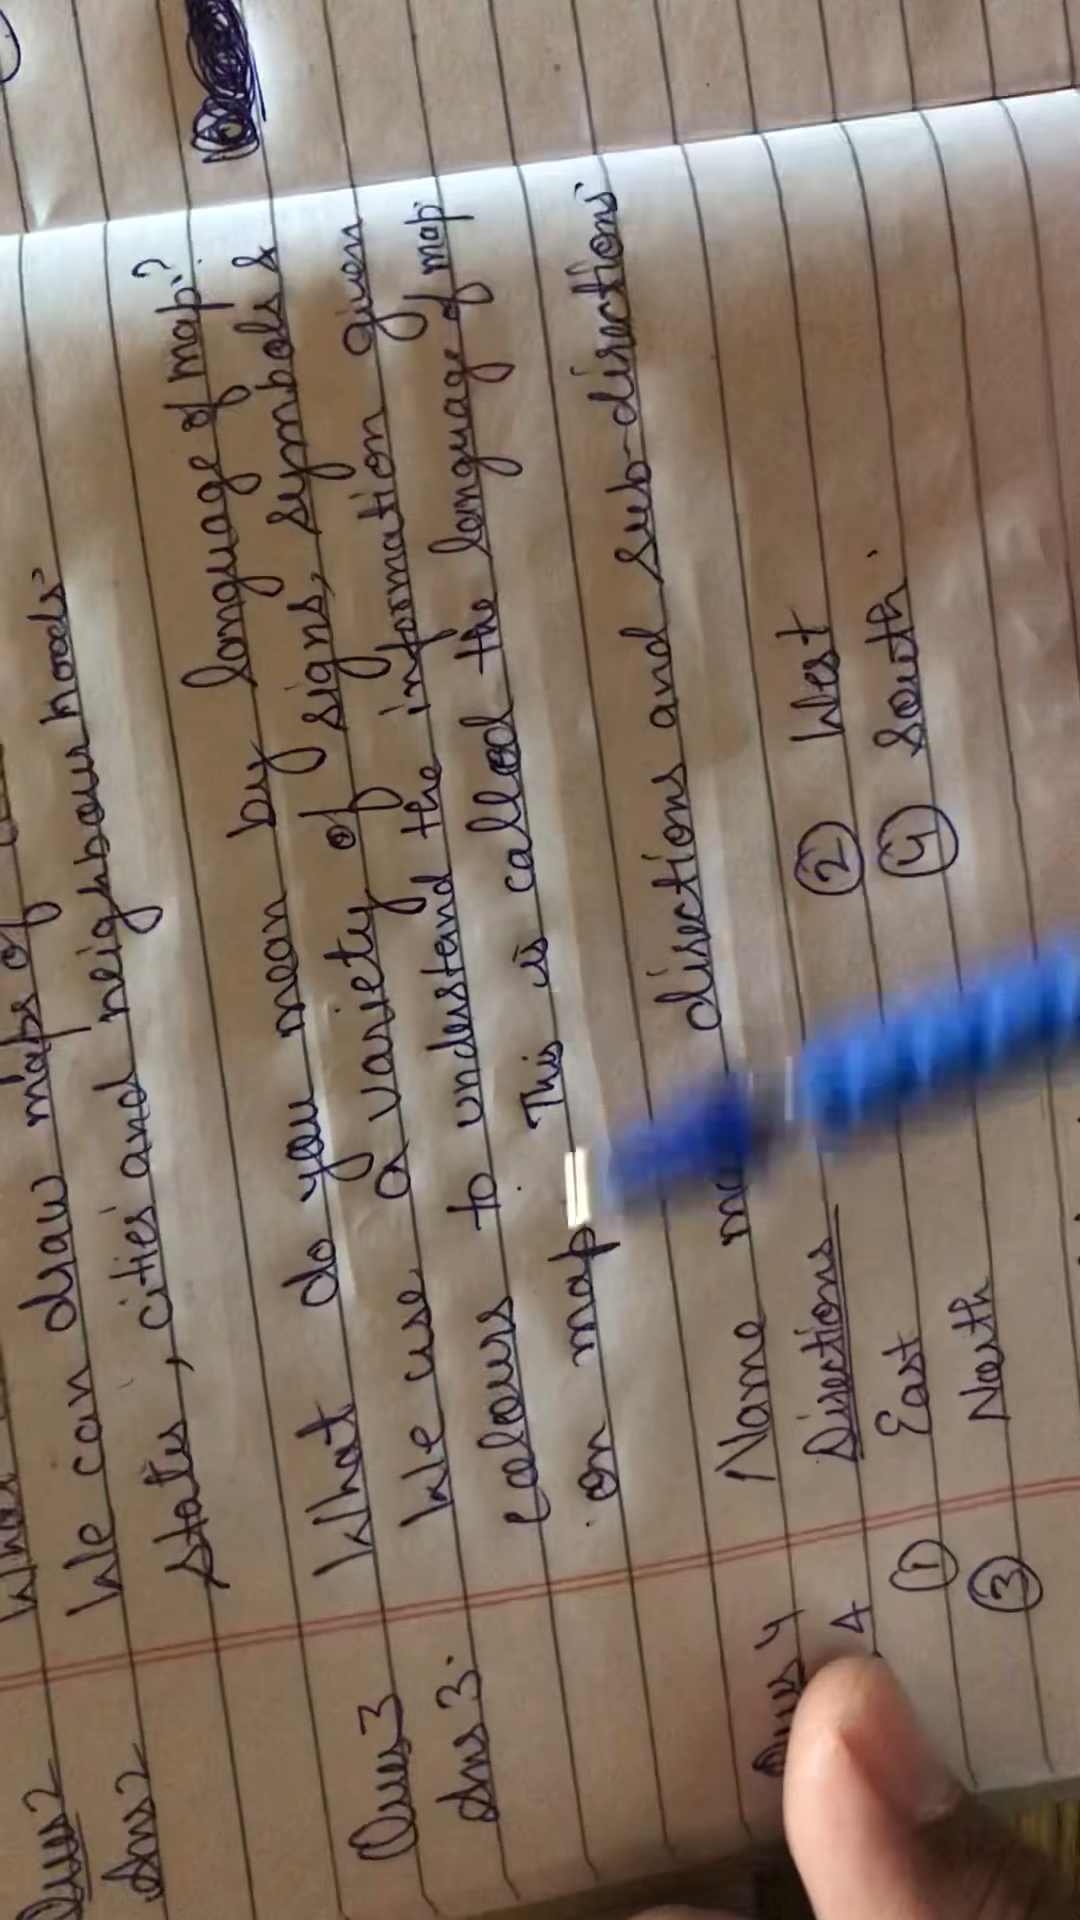 Ques 2
Ans 2 We can draw maps of
states, cities and neighbourhoods.
Ques 3 What do you mean by language of map?
Ans 3. We use a variety of signs, symbols &
colours to understand the information given
on map. This is called the language of map.
Ques 4 Name directions and sub-directions
A Directions
① East ② West
③ North ④ South.